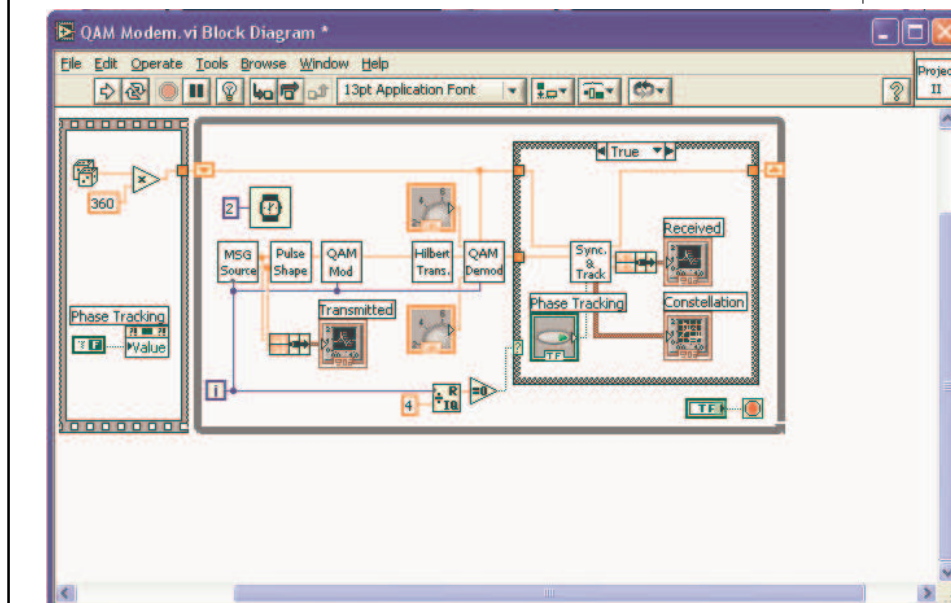 QAM Modem.vi Block Diagram *
File Edit Operate Tools Browse Window Help
13pt Application Font
?
Projec
II
360
Phase Tracking
? F
Value
2
MSG
Source
Pulse
Shape
QAM
Mod
Hilbert
Trans.
QAM
Demod
Transmitted
i
4
R
IQ
=0
?
True
Sync.
&
Track
Phase Tracking
TF
Received
Constellation
TF